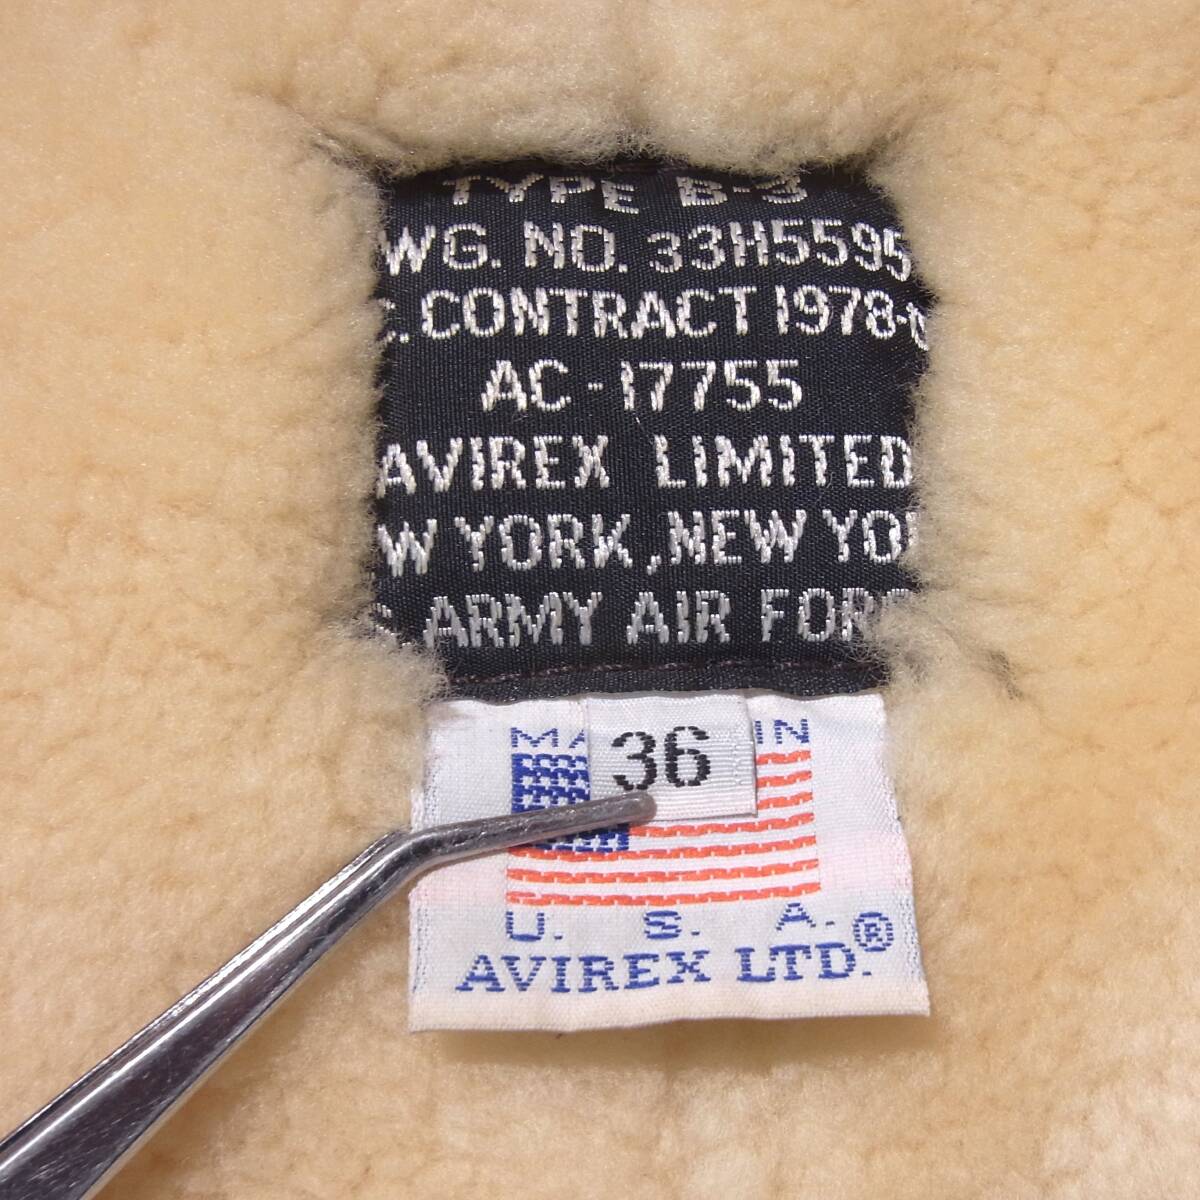 TYPE B-3
WG. NO. 33H5595
C. CONTRACT 1978-
AC-17755
AVIREX LIMITED
W YORK, NEW YO
ARMY AIR FORC
36
MA IN
U. S. A.
AVIREX LTD.®